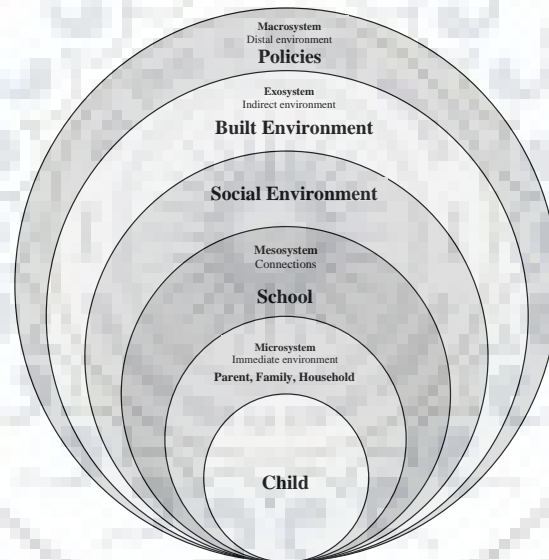 Macrosystem
Distal environment
Policies
Exosystem
Indirect environment
Built Environment
Social Environment
Mesosystem
Connections
School
Microsystem
Immediate environment
Parent, Family, Household
Child